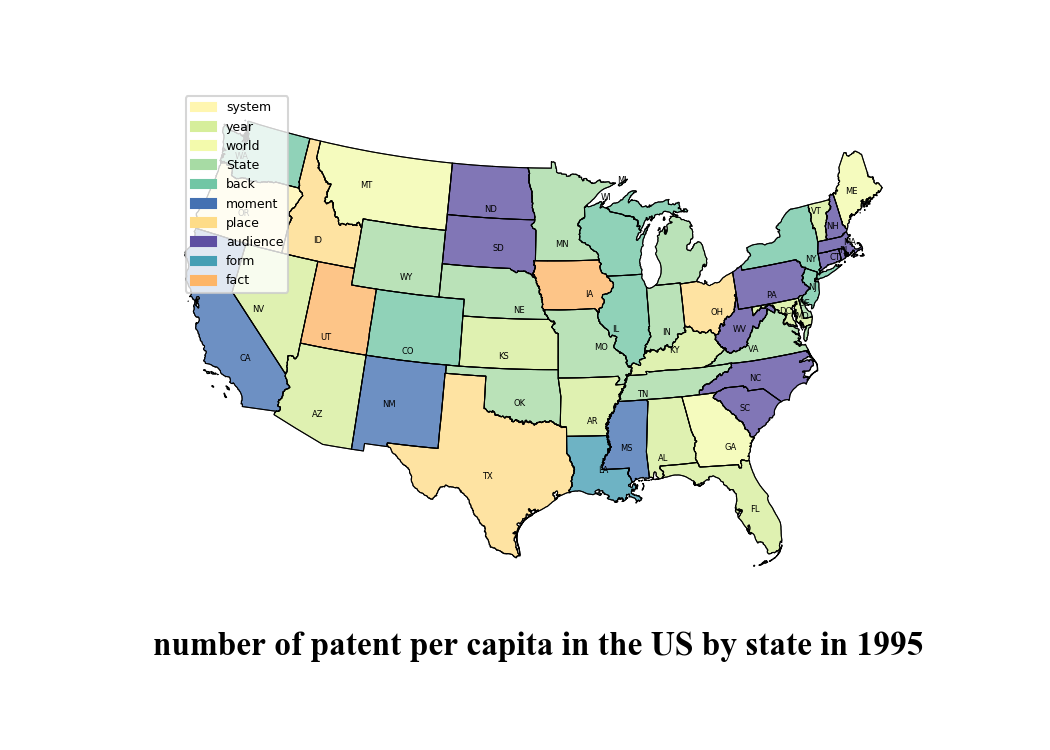 system
year
world
State
back
moment
place
audience
form
fact
OR
MT
ID
ND
SD
MN
WI
MI
ME
VT
NH
NY
CT
WY
NE
IA
NV
UT
CO
KS
MO
IL
IN
OH
PA
NJ
MD
DC
WV
KY
VA
CA
AZ
NM
OK
AR
TN
NC
SC
TX
LA
MS
AL
GA
FL
number of patent per capita in the US by state in 1995